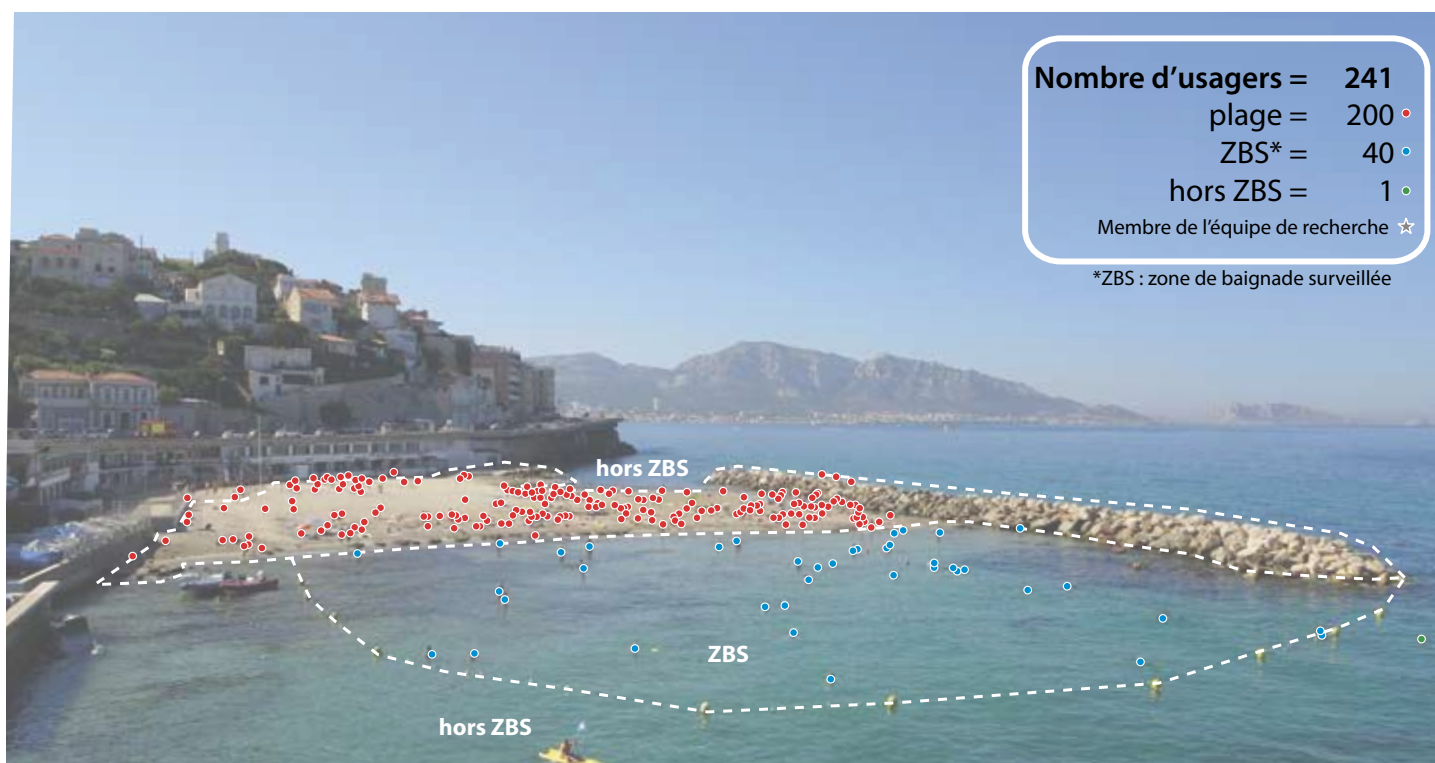 Nombre d'usagers = 241
plage = 200
ZBS* = 40
hors ZBS = 1
Membre de l'équipe de recherche
*ZBS : zone de baignade surveillée
hors ZBS
ZBS
hors ZBS